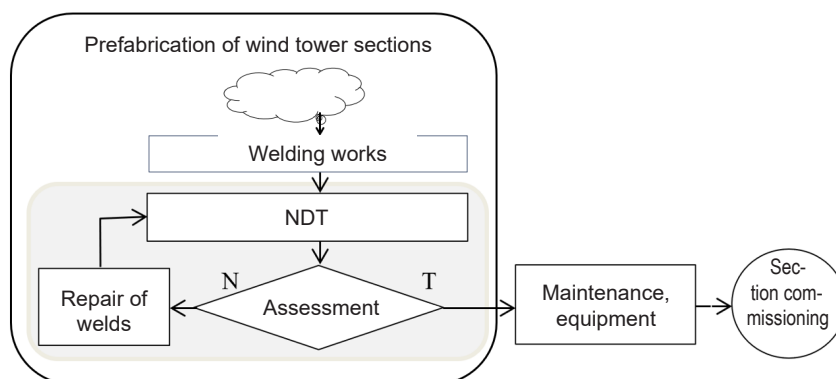 Prefabrication of wind tower sections
Welding works
NDT
N
T
Repair of
welds
Assessment
Maintenance,
equipment
Sec-
tion com-
missioning